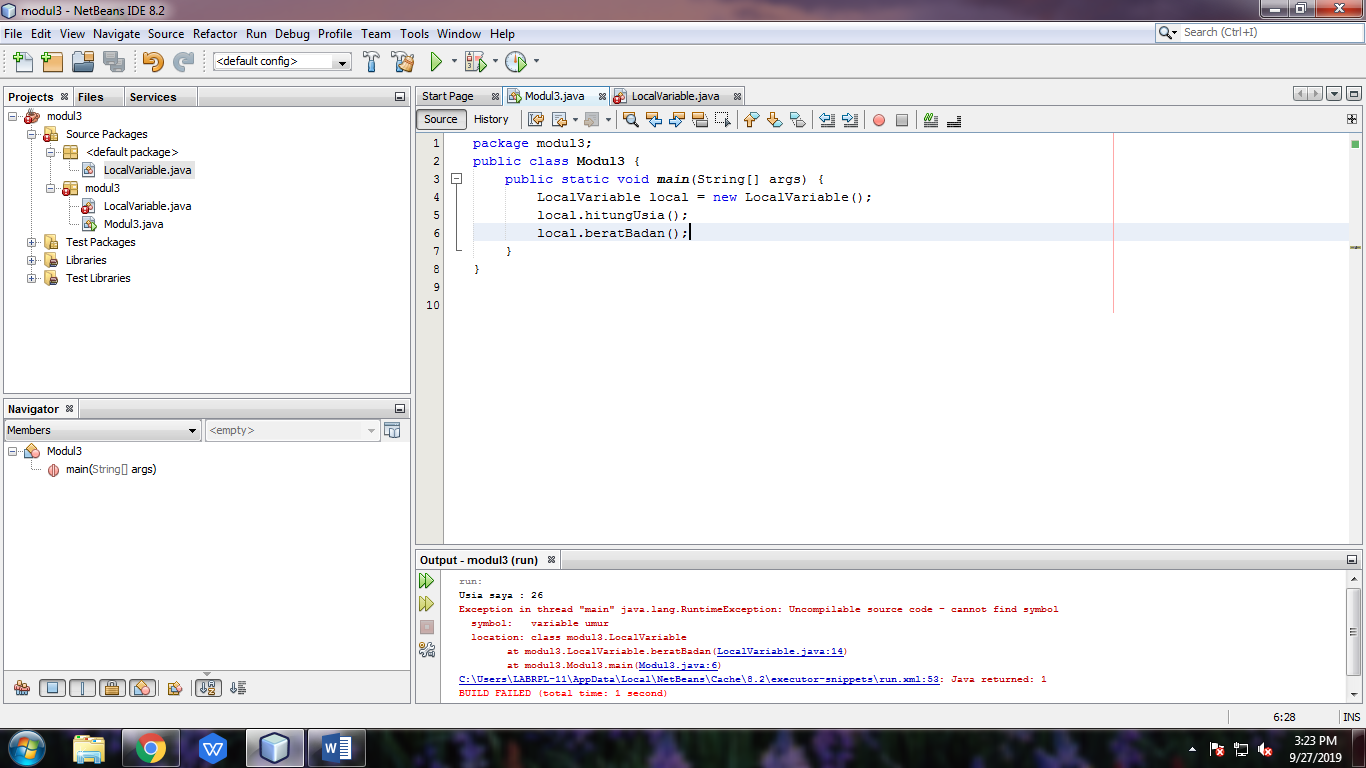 modul3 - NetBeans IDE 8.2
File Edit View Navigate Source Refactor Run Debug Profile Team Tools Window Help
Search (Ctrl+I)
<default config>
Projects Files Services
modul3
Source Packages
<default package>
LocalVariable.java
modul3
LocalVariable.java
Modul3.java
Test Packages
Libraries
Test Libraries
Navigator
Members <empty>
Modul3
main(String[] args)
Start Page Modul3.java LocalVariable.java
Source History
1 package modul3;
2 public class Modul3 {
3 public static void main(String[] args) {
4 LocalVariable local = new LocalVariable();
5 local.hitungUsia();
6 local.beratBadan();
7 }
8 }
9
10
Output - modul3 (run)
run:
Usia saya : 26
Exception in thread "main" java.lang.RuntimeException: Uncompilable source code - cannot find symbol
symbol: variable umur
location: class modul3.LocalVariable
at modul3.LocalVariable.beratBadan(LocalVariable.java:14)
at modul3.Modul3.main(Modul3.java:6)
C:\Users\LABRPL-11\AppData\Local\NetBeans\Cache\8.2\executor-snippets\run.xml:53: Java returned: 1
BUILD FAILED (total time: 1 second)
6:28 INS
3:23 PM
9/27/2019